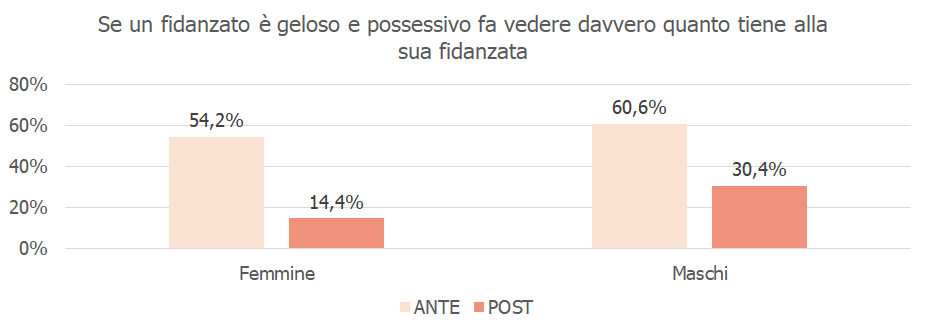 Se un fidanzato è geloso e possessivo fa vedere davvero quanto tiene alla
sua fidanzata
80%
60%
40%
20%
0%
54,2%
14,4%
60,6%
30,4%
Femmine
Maschi
ANTE
POST